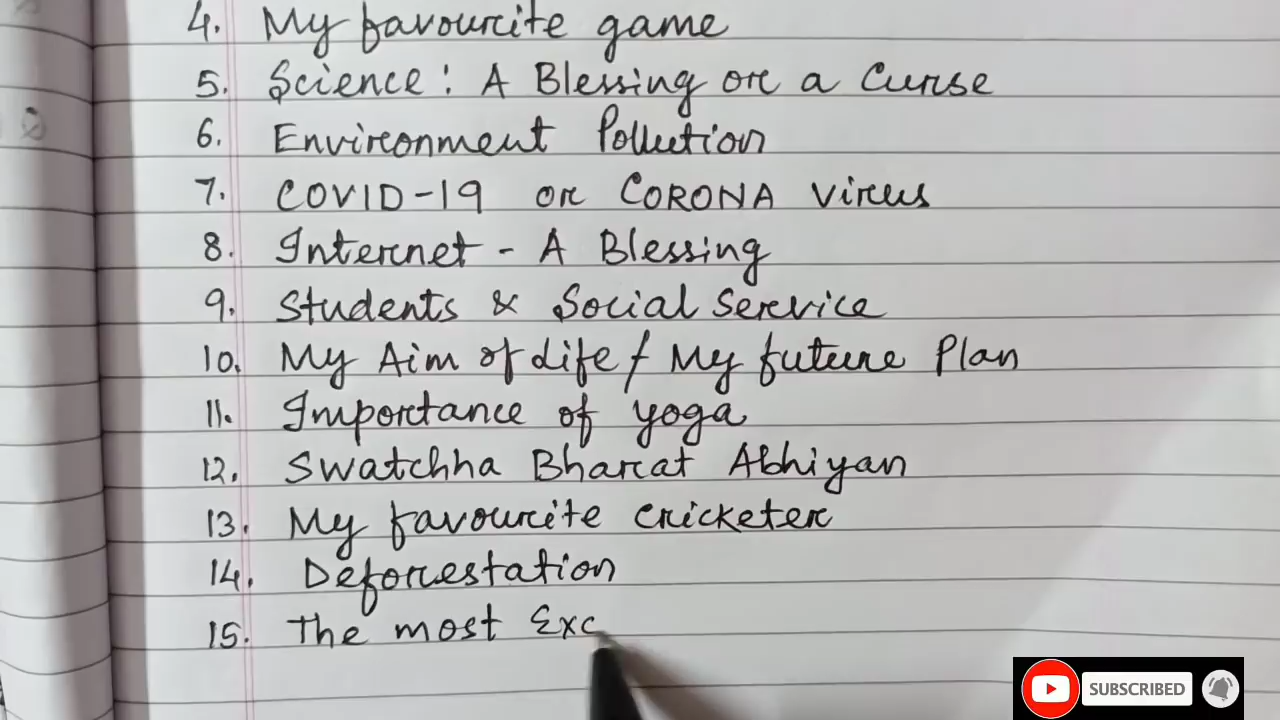 4. My favourite game
5. Science: A Blessing or a Curse
6. Environment Pollution
7. COVID-19 or CORONA Virus
8. Internet - A Blessing
9. Students & Social Service
10. My Aim of life / My future Plan
11. Importance of yoga
12. Swatchha Bharat Abhiyan
13. My favourite cricketer
14. Deforestation
15. The most Exc
SUBSCRIBED